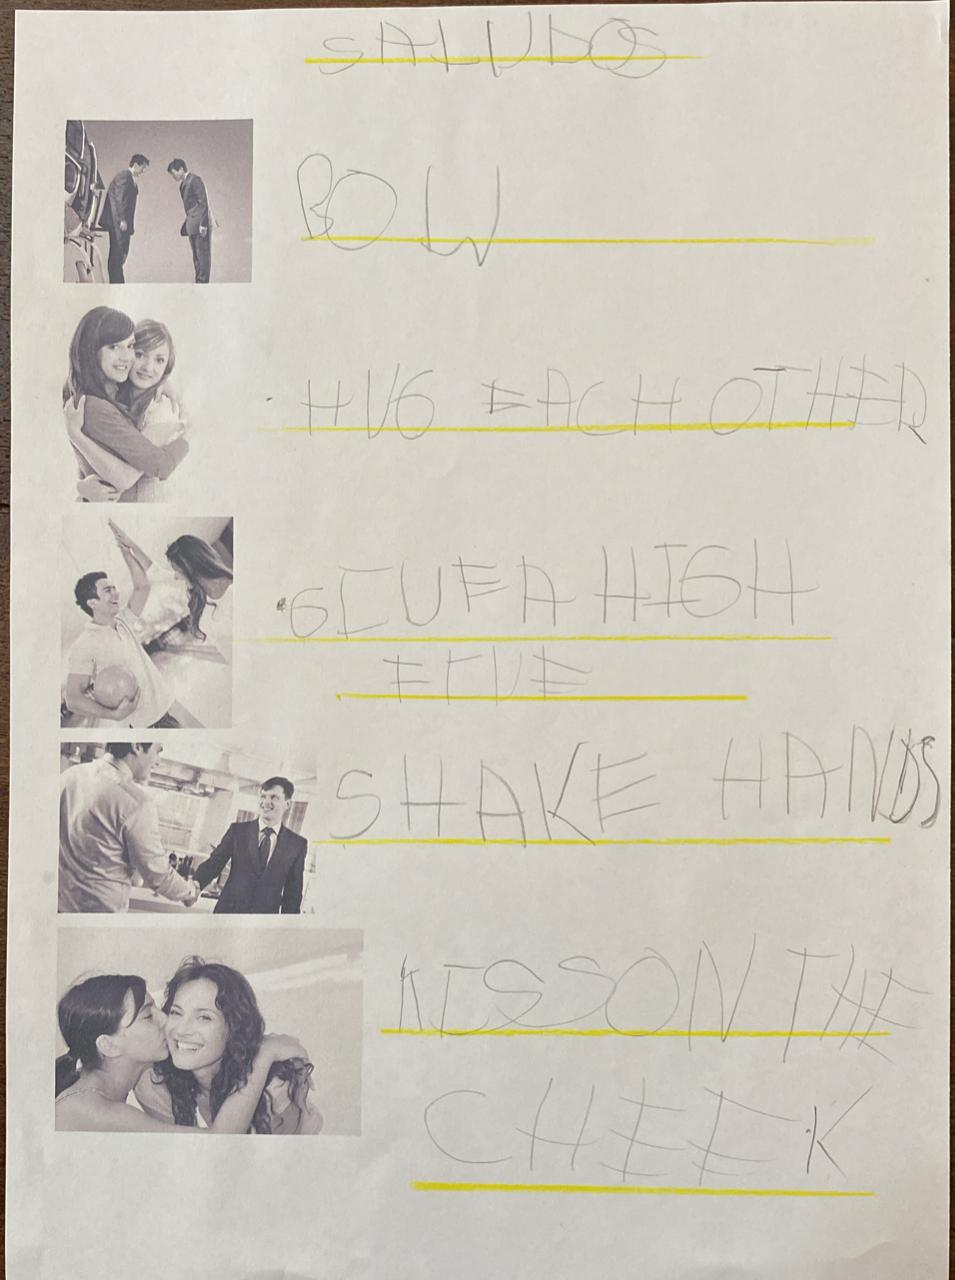 SALUDOS
BOW
HUG EACH OTHER
GIVE A HIGH
FIVE
SHAKE HANDS
KISS ON THE
CHEEK